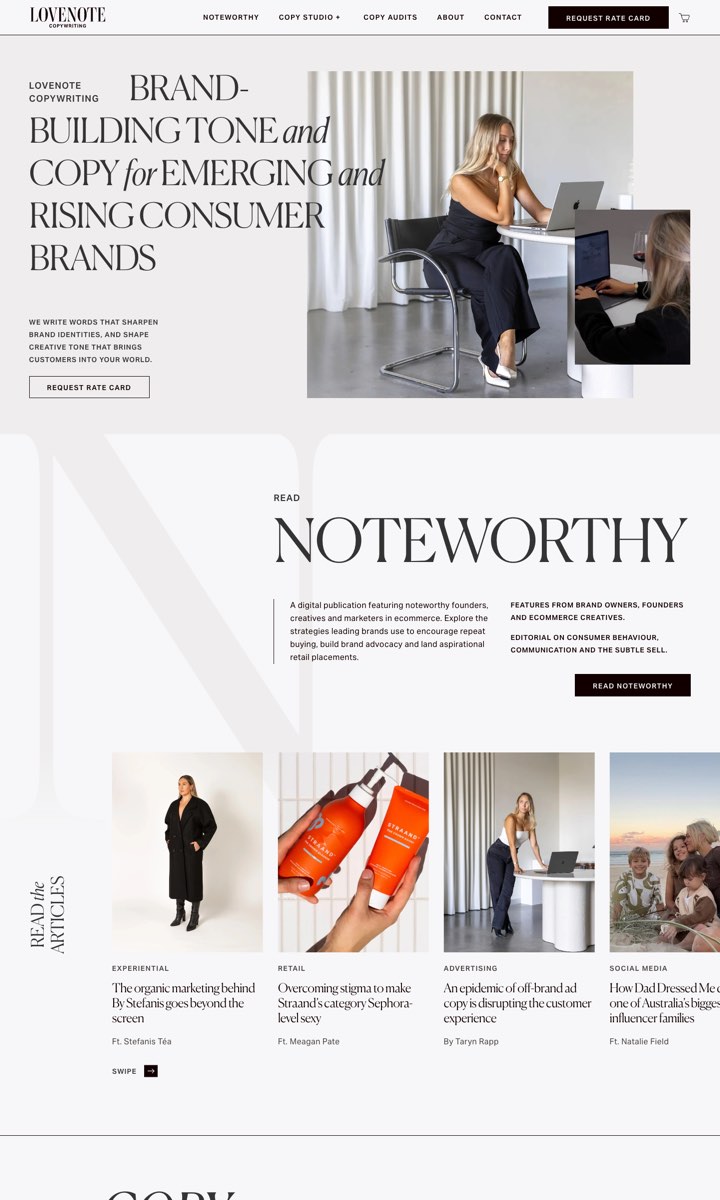 LOVENOTE
COPYWRITING
NOTEWORTHY
COPY STUDIO +
COPY AUDITS
ABOUT
CONTACT
REQUEST RATE CARD
LOVENOTE
COPYWRITING
BRAND-
BUILDING TONE and
COPY for EMERGING and
RISING CONSUMER
BRANDS
WE WRITE WORDS THAT SHARPEN
BRAND IDENTITIES, AND SHAPE
CREATIVE TONE THAT BRINGS
CUSTOMERS INTO YOUR WORLD.
REQUEST RATE CARD
N
READ
NOTEWORTHY
A digital publication featuring noteworthy founders,
creatives and marketers in ecommerce. Explore the
strategies leading brands use to encourage repeat
buying, build brand advocacy and land aspirational
retail placements.
FEATURES FROM BRAND OWNERS, FOUNDERS
AND ECOMMERCE CREATIVES.
EDITORIAL ON CONSUMER BEHAVIOUR,
COMMUNICATION AND THE SUBTLE SELL.
READ NOTEWORTHY
READ the
ARTICLES
STRAAND
STRAAND
EXPERIENTIAL
The organic marketing behind
By Stefanis goes beyond the
screen
Ft. Stefanis Téa
RETAIL
Overcoming stigma to make
Straand's category Sephora-
level sexy
Ft. Meagan Pate
ADVERTISING
An epidemic of off-brand ad
copy is disrupting the customer
experience
By Taryn Rapp
SOCIAL MEDIA
How Dad Dressed Me
one of Australia's
influencer families
Ft. Natalie Field
SWIPE
COPY